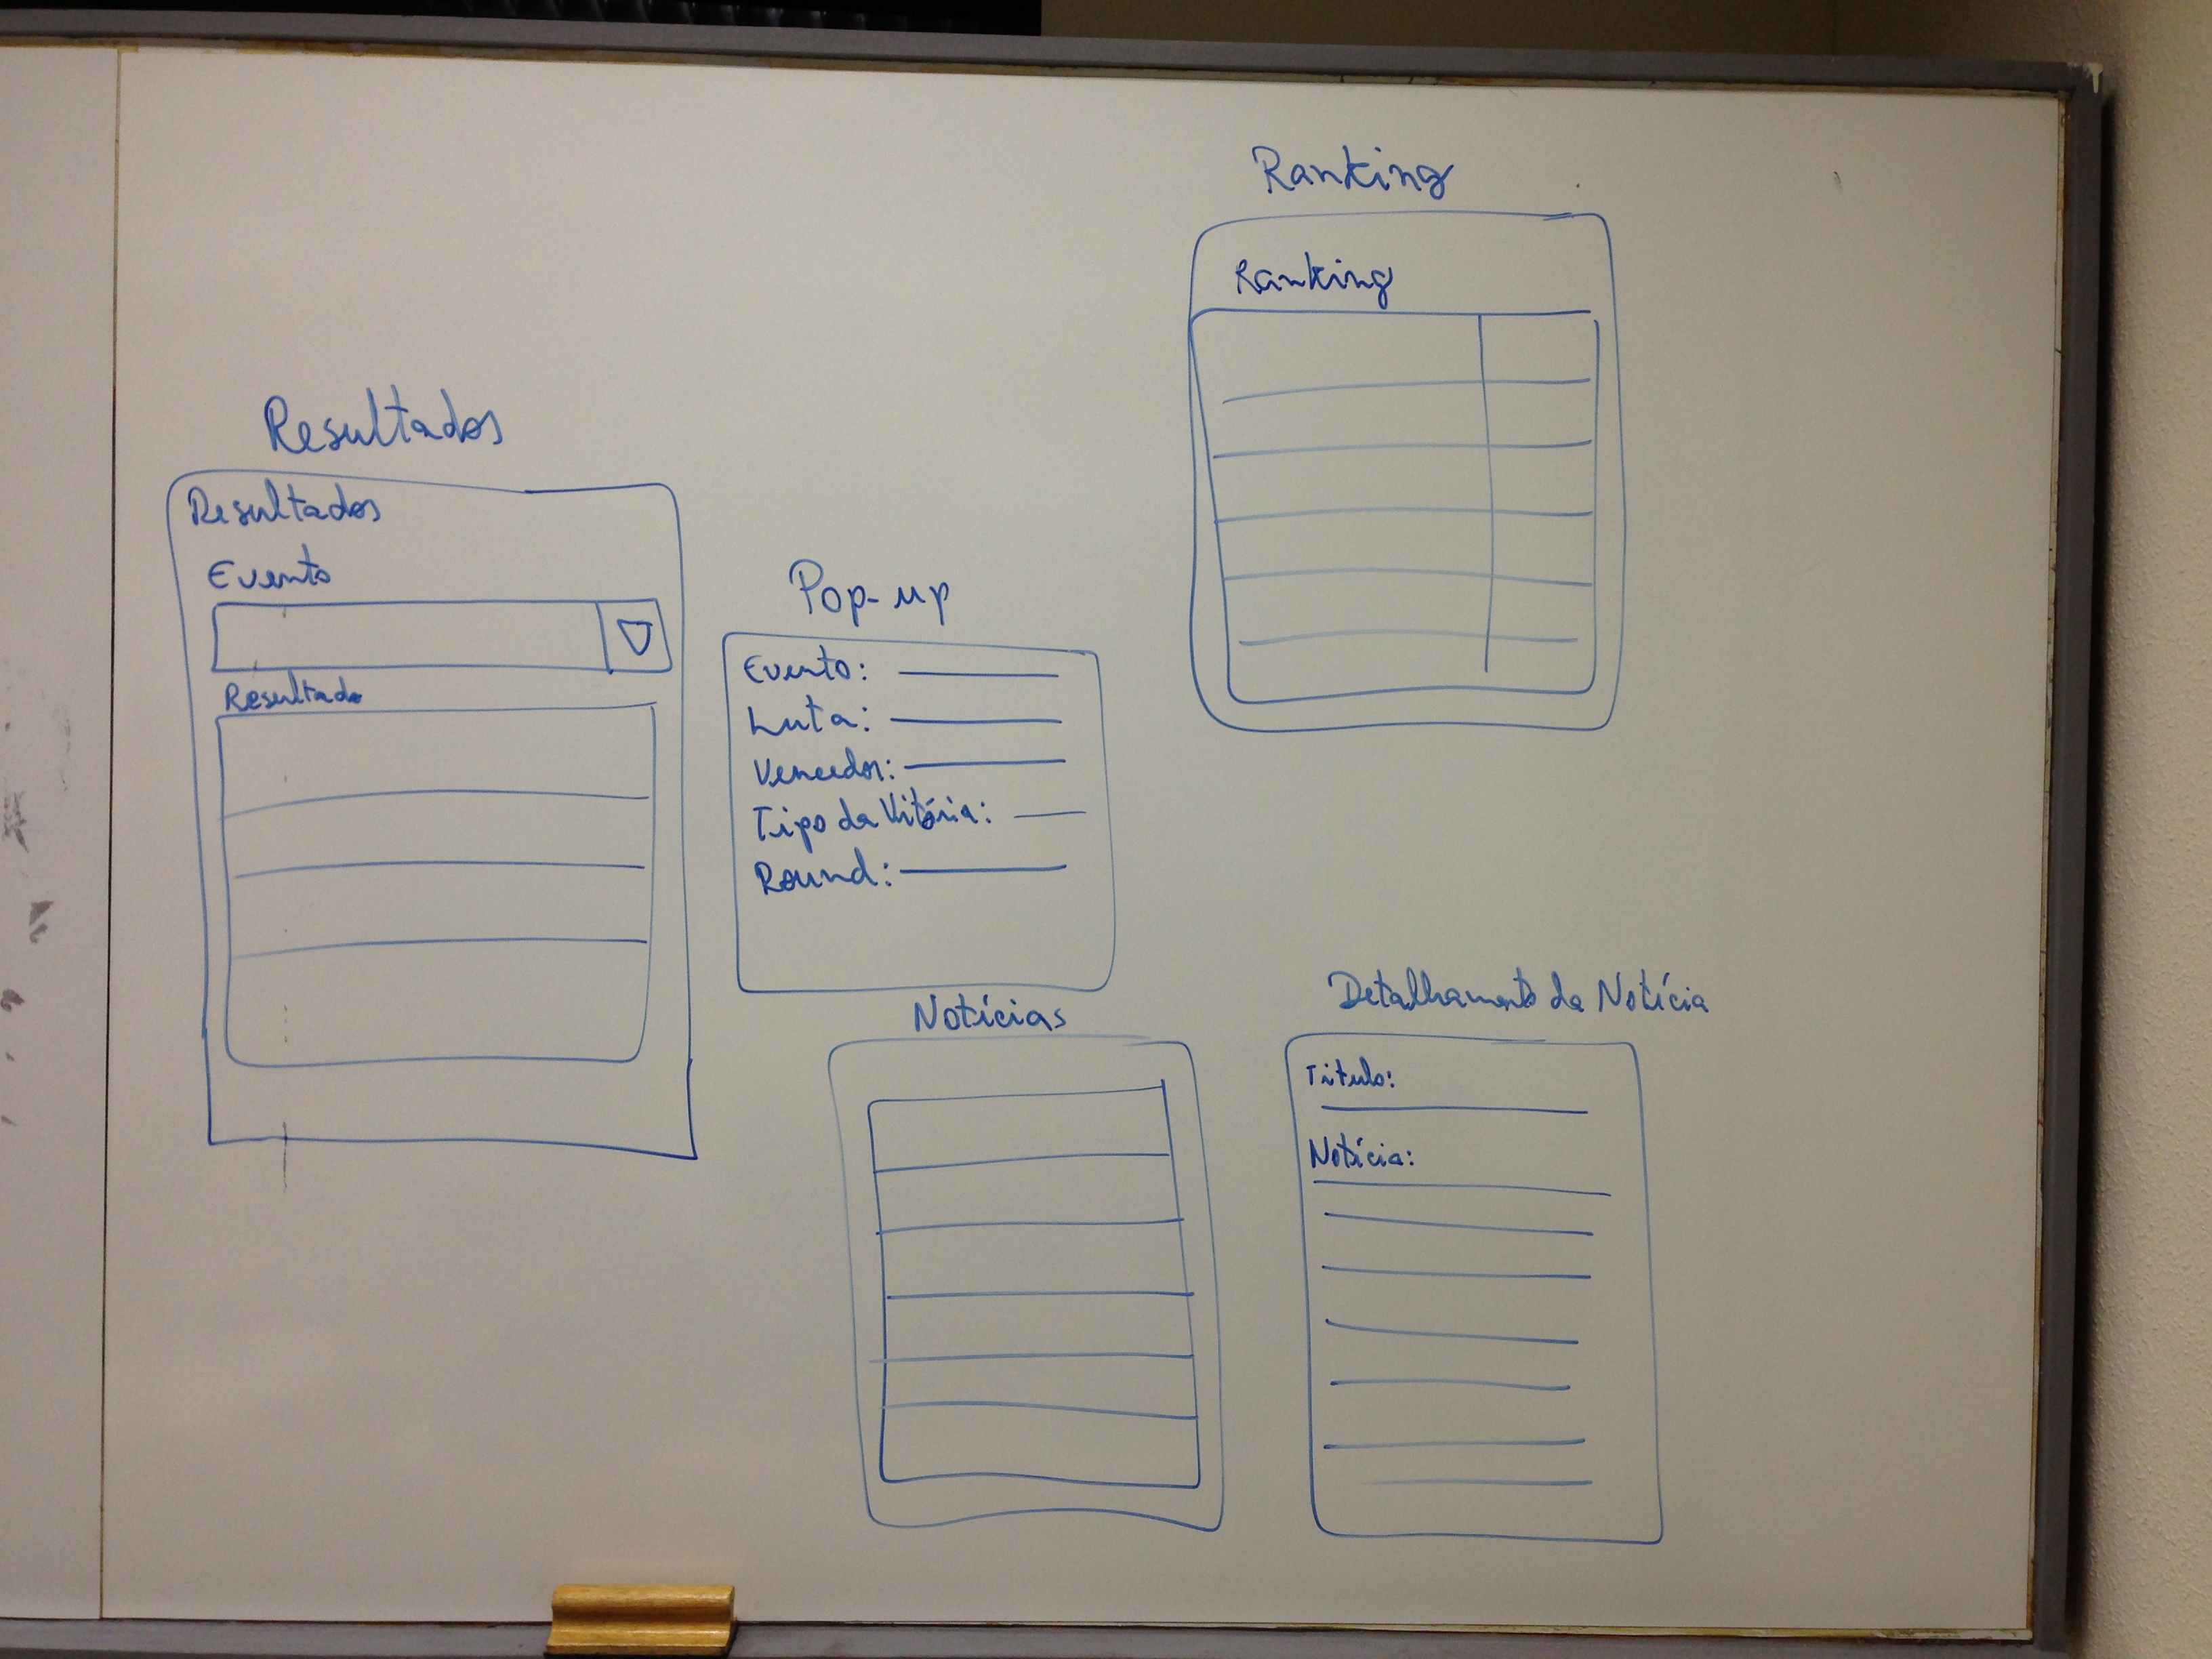 Resultados
Resultados
Evento
Resultado
Pop-up
Evento:
Luta:
Vencedor:
Tipo da Vitória:
Round:
Ranking
Ranking
Notícias
Detalhamento da Notícia
Título:
Notícia: